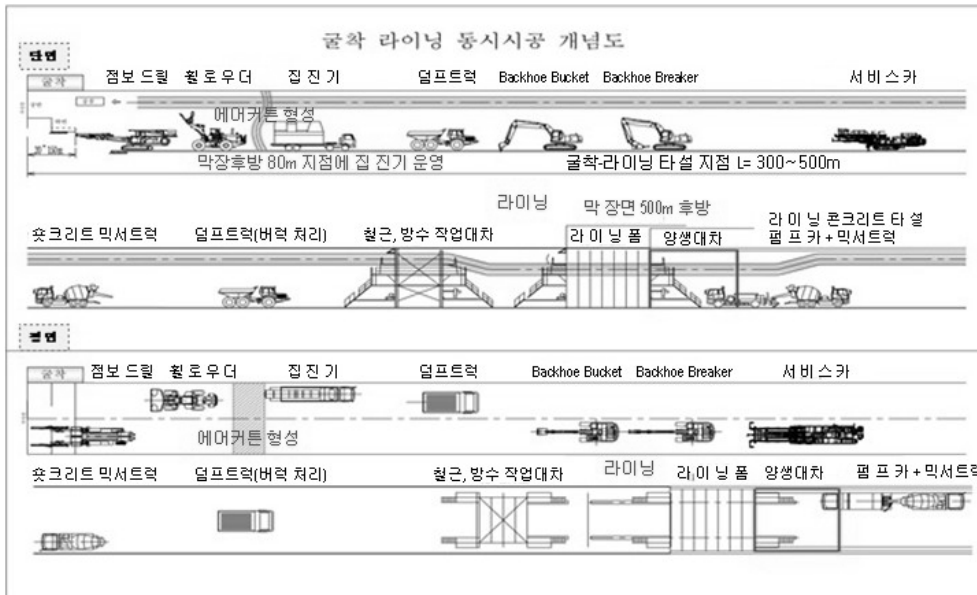 굴착 라이닝 동시시공 개념도
단면
굴착
점보 드릴 휠로우더 집진기 덤프트럭 Backhoe Bucket Backhoe Breaker 서비스카
에어커튼 형성
막장후방 80m 지점에 집진기 운영 굴착-라이닝 타설 지점 L= 300~500m
라이닝 막장면 500m 후방
숏크리트 믹서트럭 덤프트럭(버력 처리) 철근, 방수 작업대차 라이닝폼 양생대차 라이닝 콘크리트 타설
펌프카+믹서트럭
평면
굴착
점보 드릴 휠로우더 집진기 덤프트럭 Backhoe Bucket Backhoe Breaker 서비스카
에어커튼 형성
숏크리트 믹서트럭 덤프트럭(버력 처리) 철근, 방수 작업대차 라이닝 라이닝폼 양생대차 펌프카+믹서트럭